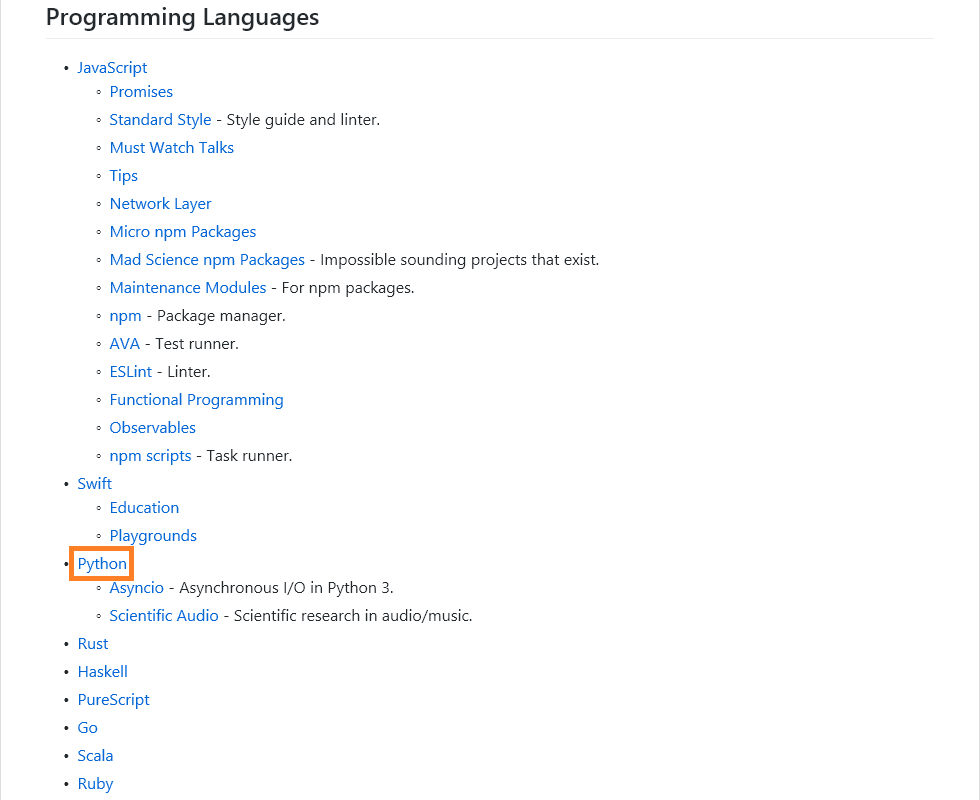 Programming Languages
• JavaScript
◦ Promises
◦ Standard Style - Style guide and linter.
◦ Must Watch Talks
◦ Tips
◦ Network Layer
◦ Micro npm Packages
◦ Mad Science npm Packages - Impossible sounding projects that exist.
◦ Maintenance Modules - For npm packages.
◦ npm - Package manager.
◦ AVA - Test runner.
◦ ESLint - Linter.
◦ Functional Programming
◦ Observables
◦ npm scripts - Task runner.
• Swift
◦ Education
◦ Playgrounds
• Python
◦ Asyncio - Asynchronous I/O in Python 3.
◦ Scientific Audio - Scientific research in audio/music.
• Rust
• Haskell
• PureScript
• Go
• Scala
• Ruby